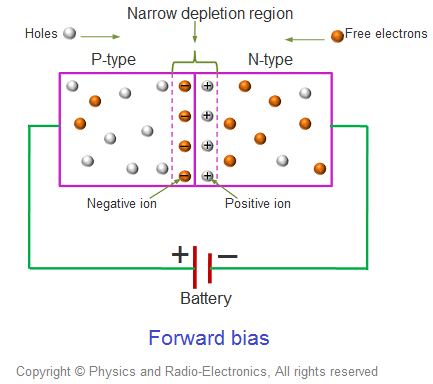 Narrow depletion region
Holes
Free electrons
P-type
N-type
Negative ion
Positive ion
+ −
Battery
Forward bias
Copyright © Physics and Radio-Electronics, All rights reserved